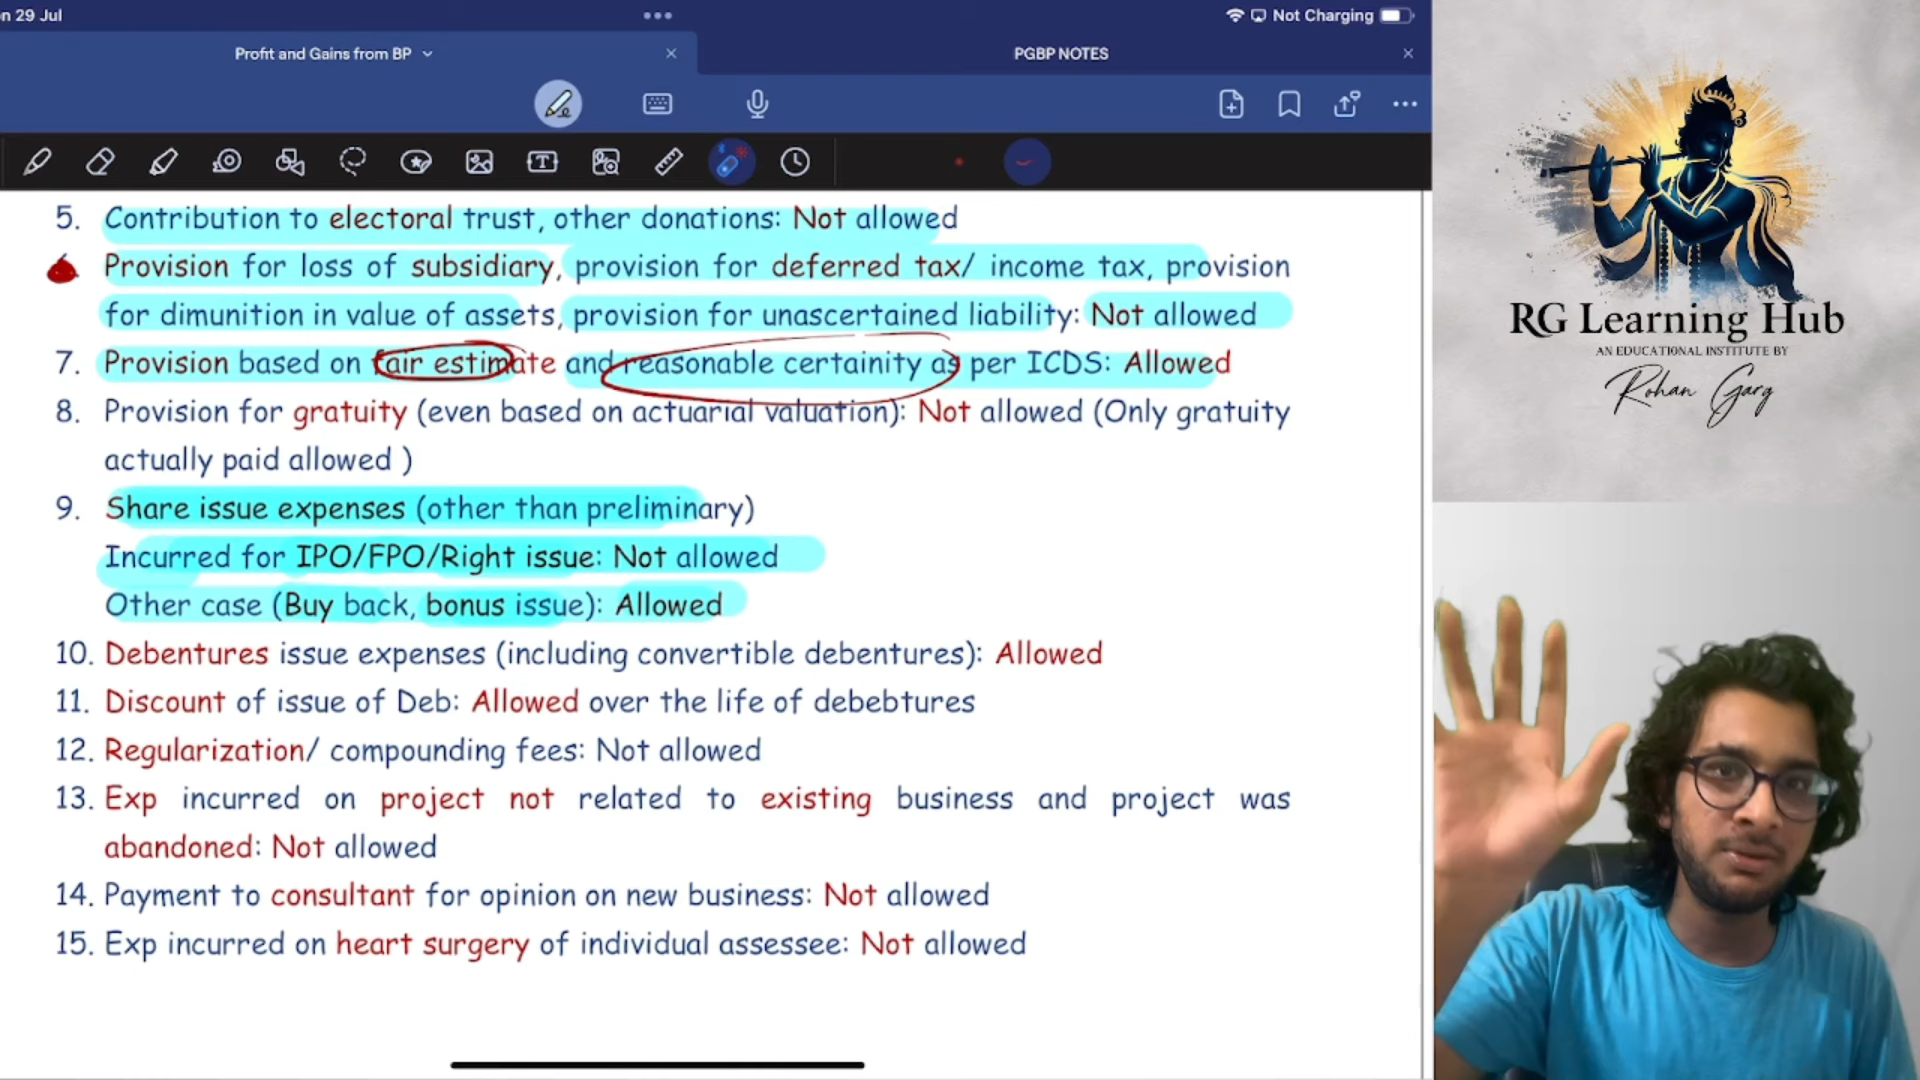 n 29 Jul
Not Charging
Profit and Gains from BP
PGBP NOTES
5. Contribution to electoral trust, other donations: Not allowed
Provision for loss of subsidiary, provision for deferred tax/ income tax, provision
for dimunition in value of assets, provision for unascertained liability: Not allowed
7. Provision based on fair estimate and reasonable certainity as per ICDS: Allowed
8. Provision for gratuity (even based on actuarial valuation): Not allowed (Only gratuity
actually paid allowed )
9. Share issue expenses (other than preliminary)
Incurred for IPO/FPO/Right issue: Not allowed
Other case (Buy back, bonus issue): Allowed
10. Debentures issue expenses (including convertible debentures): Allowed
11. Discount of issue of Deb: Allowed over the life of debebtures
12. Regularization/ compounding fees: Not allowed
13. Exp incurred on project not related to existing business and project was
abandoned: Not allowed
14. Payment to consultant for opinion on new business: Not allowed
15. Exp incurred on heart surgery of individual assessee: Not allowed
RG Learning Hub
AN EDUCATIONAL INSTITUTE BY
Rohan Garg